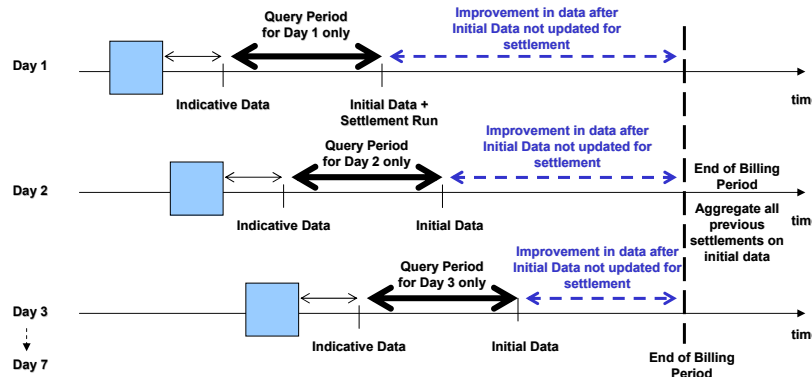 Query Period
for Day 1 only
Improvement in data after
Initial Data not updated for
settlement
Day 1
time
Indicative Data
Initial Data +
Settlement Run
Query Period
for Day 2 only
Improvement in data after
Initial Data not updated for
settlement
End of Billing
Period
Day 2
time
Indicative Data
Initial Data
Aggregate all
previous
settlements on
initial data
Query Period
for Day 3 only
Improvement in data after
Initial Data not updated for
settlement
Day 3
time
Indicative Data
Initial Data
End of Billing
Period
Day 7